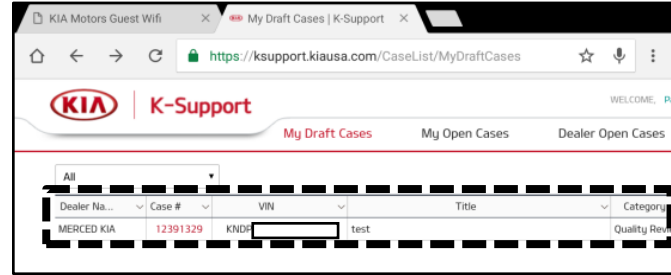 KIA Motors Guest Wifi My Draft Cases | K-Support
https://ksupport.kiausa.com/CaseList/MyDraftCases
KIA K-Support WELCOME,
My Draft Cases My Open Cases Dealer Open Cases
All
Dealer Na... Case # VIN Title Category
MERCED KIA 12391329 KNDP test Quality